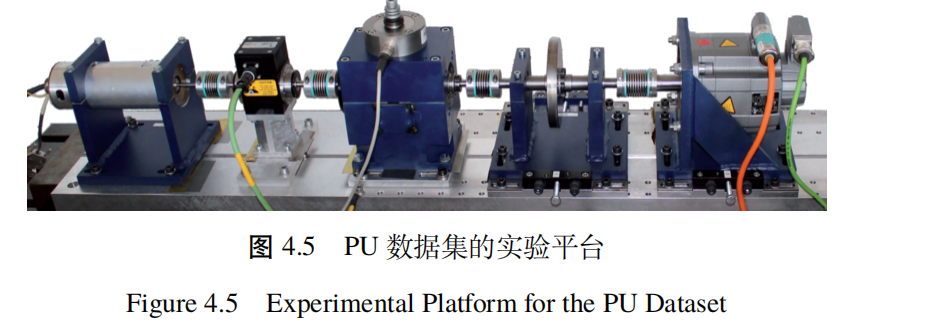 图 4.5 PU 数据集的实验平台
Figure 4.5 Experimental Platform for the PU Dataset